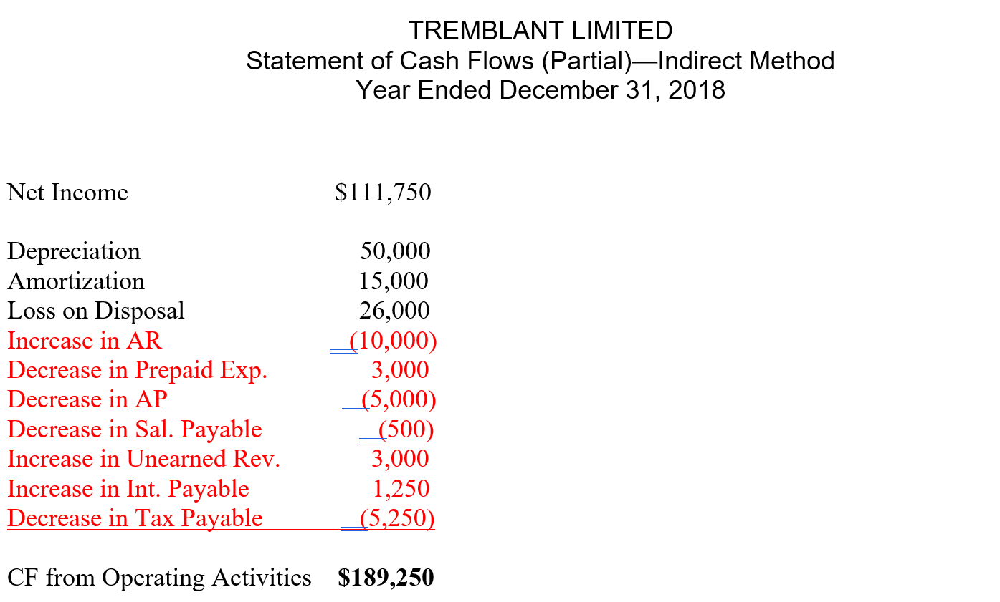 TREMBLANT LIMITED
Statement of Cash Flows (Partial)—Indirect Method
Year Ended December 31, 2018
Net Income $111,750
Depreciation 50,000
Amortization 15,000
Loss on Disposal 26,000
Increase in AR (10,000)
Decrease in Prepaid Exp. 3,000
Decrease in AP (5,000)
Decrease in Sal. Payable (500)
Increase in Unearned Rev. 3,000
Increase in Int. Payable 1,250
Decrease in Tax Payable (5,250)
CF from Operating Activities $189,250